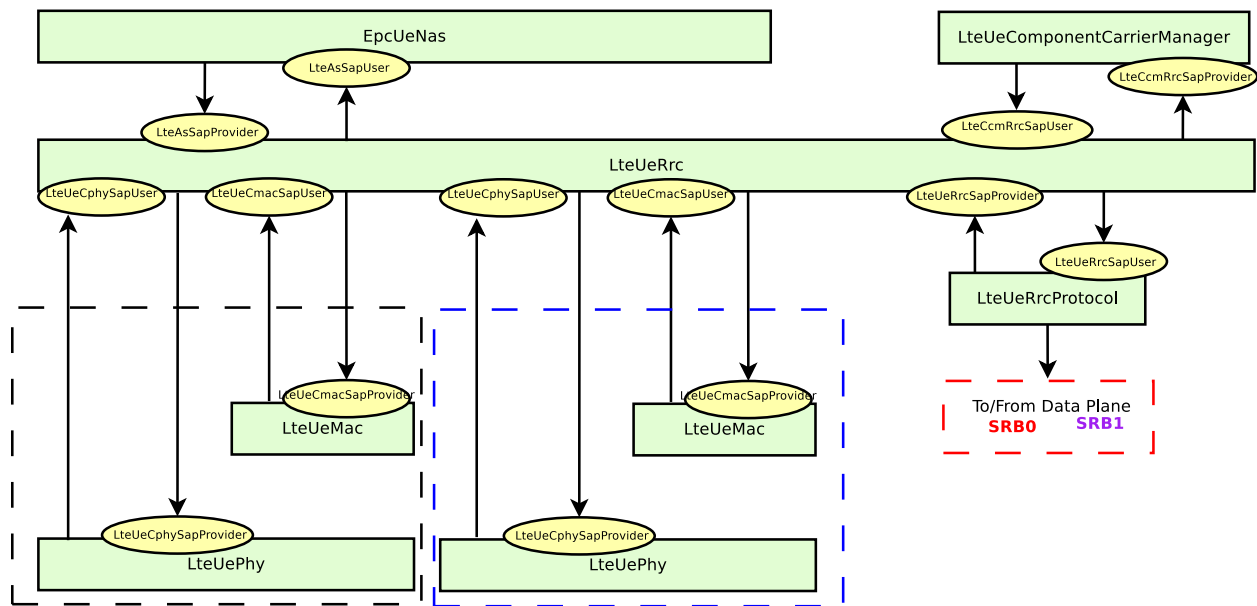 EpcUeNas
LteUeComponentCarrierManager
LteAsSapUser
LteCcmRrcSapProvider
LteAsSapProvider
LteCcmRrcSapUser
LteUeRrc
LteUeCphySapUser
LteUeCmacSapUser
LteUeCphySapUser
LteUeCmacSapUser
LteUeRrcSapProvider
LteUeRrcSapUser
LteUeRrcProtocol
LteUeCmacSapProvider
LteUeCmacSapProvider
To/From Data Plane
SRB0 SRB1
LteUeMac
LteUeMac
LteUeCphySapProvider
LteUeCphySapProvider
LteUePhy
LteUePhy